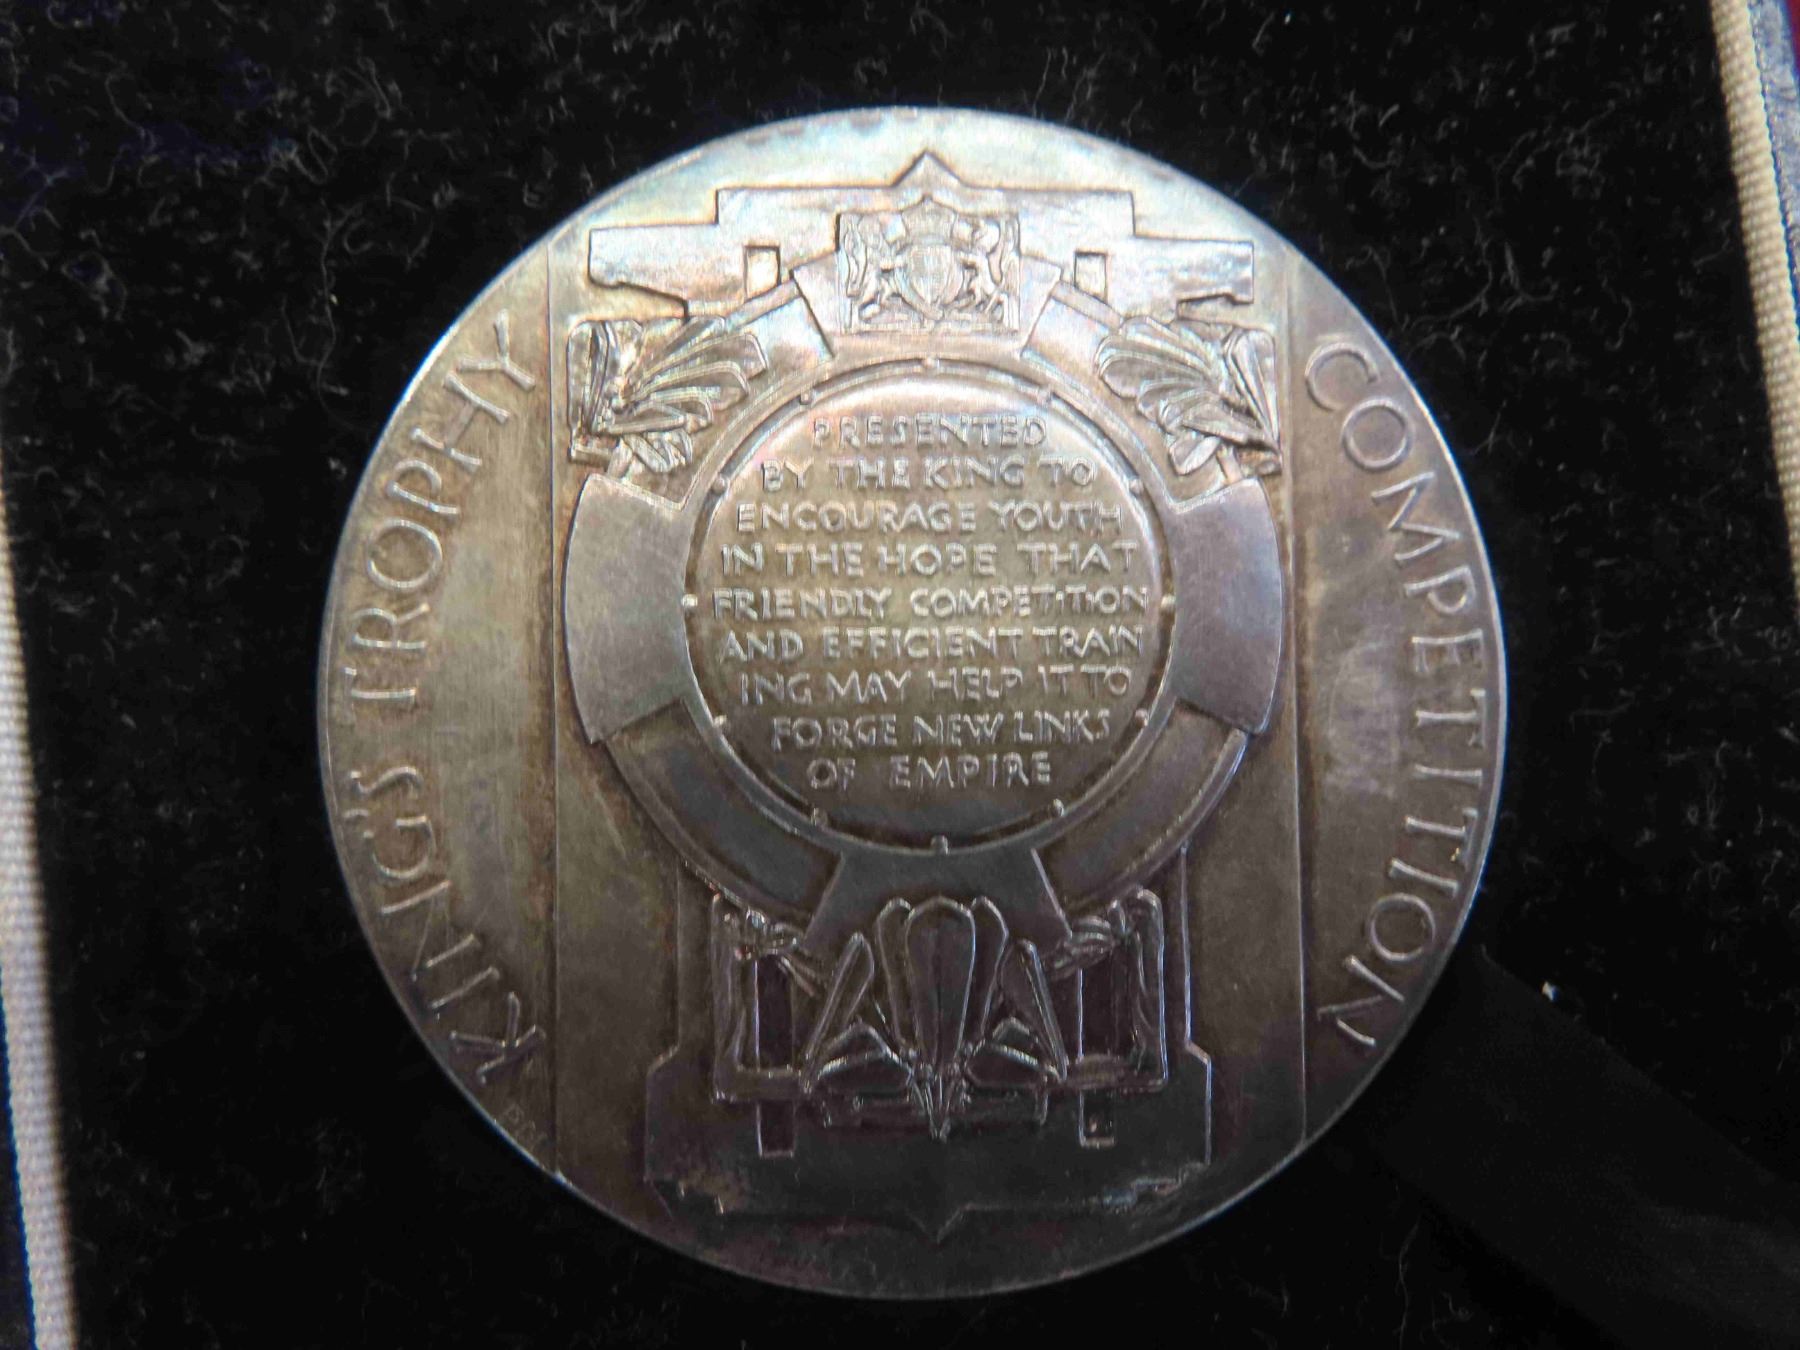 KING'S TROPHY
COMPETITION
PRESENTED
BY THE KING TO
ENCOURAGE YOUTH
IN THE HOPE THAT
FRIENDLY COMPETITION
AND EFFICIENT TRAIN
ING MAY HELP IT TO
FORGE NEW LINKS
OF EMPIRE